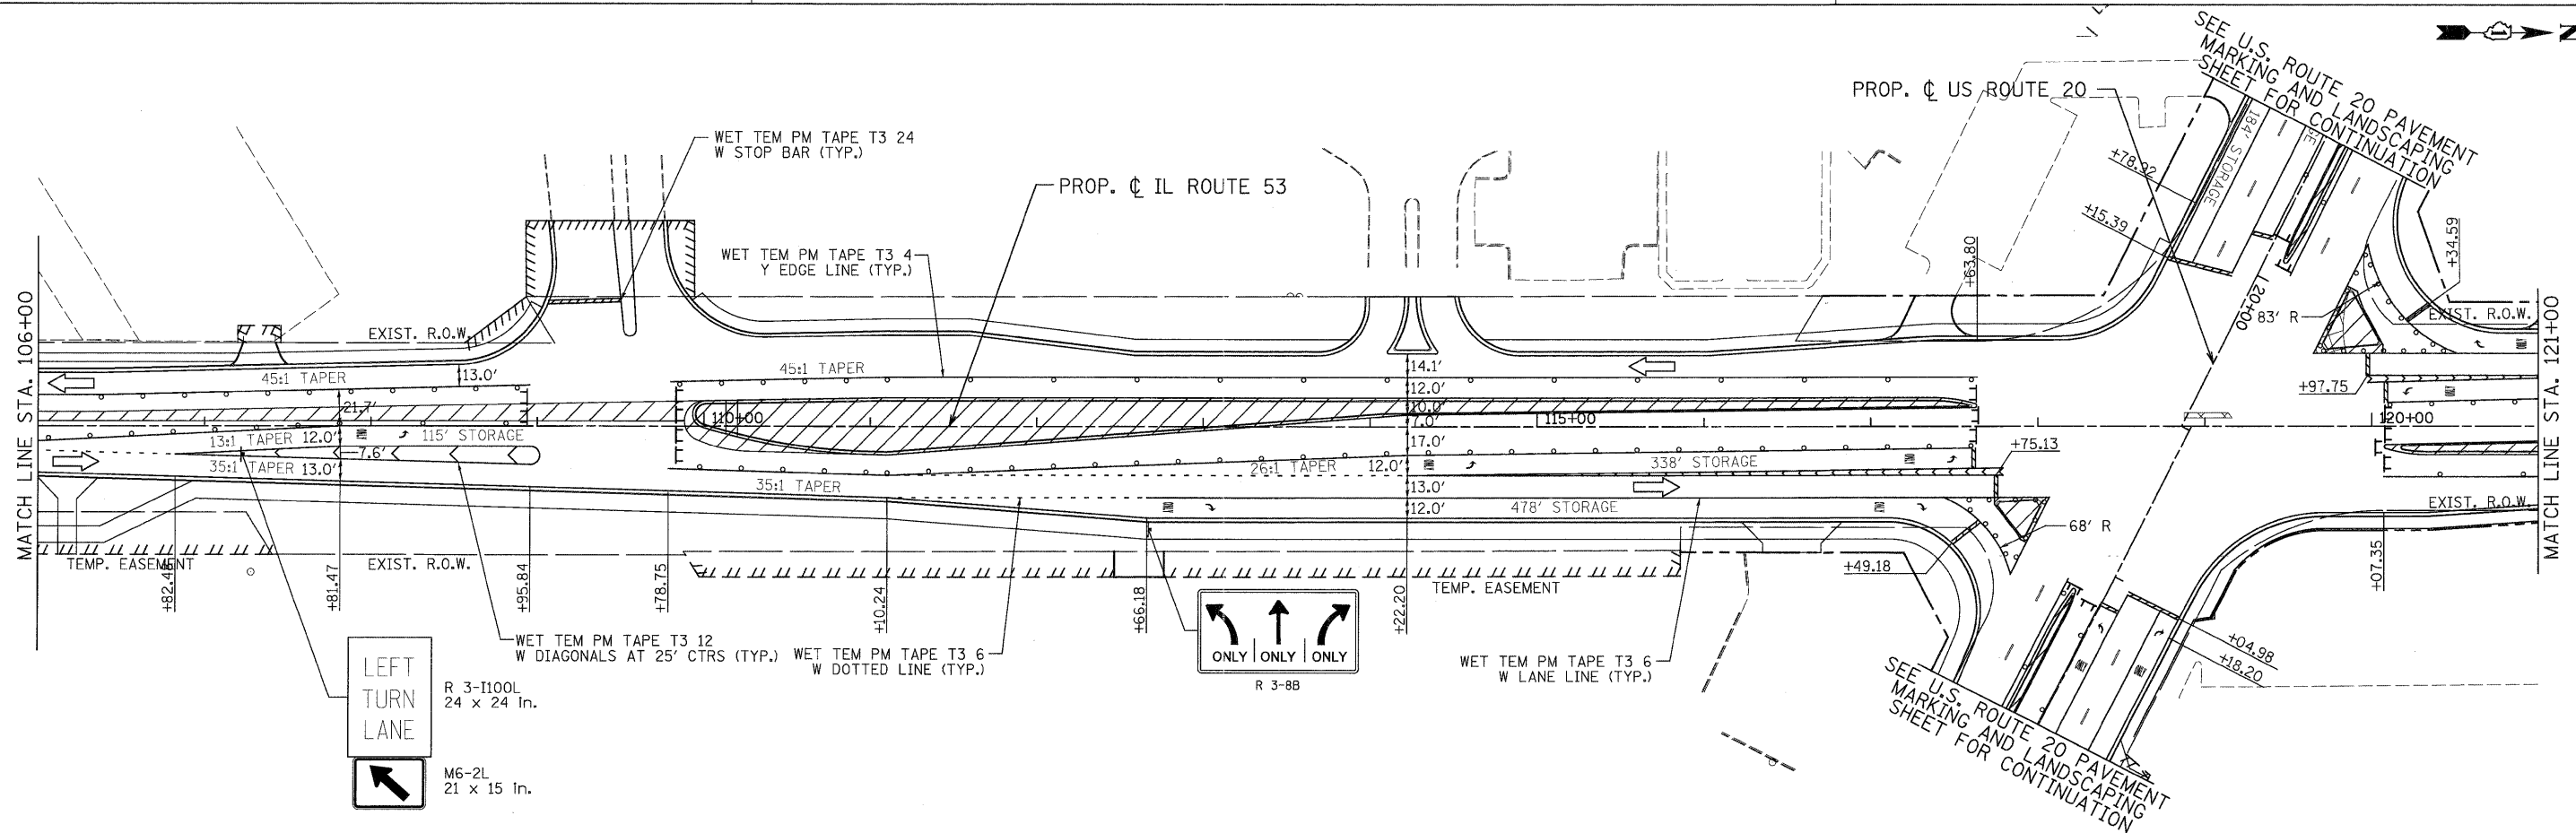 SEE U.S. ROUTE 20 PAVEMENT
MARKING AND LANDSCAPING
SHEET FOR CONTINUATION
N
PROP. ℄ US ROUTE 20
WET TEM PM TAPE T3 24
W STOP BAR (TYP.)
PROP. ℄ IL ROUTE 53
WET TEM PM TAPE T3 4
Y EDGE LINE (TYP.)
184' STORAGE
+78.92
+15.39
+63.80
+34.59
20+00
83' R
EXIST. R.O.W.
EXIST. R.O.W.
MATCH LINE STA. 106+00
MATCH LINE STA. 121+00
45:1 TAPER
13.0'
45:1 TAPER
14.1'
12.0'
10.0'
7.0'
17.0'
12.0'
13.0'
12.0'
+97.75
21.7'
110+00
115+00
120+00
13:1 TAPER
12.0'
ONLY
115' STORAGE
7.6'
35:1 TAPER
13.0'
35:1 TAPER
26:1 TAPER
ONLY
338' STORAGE
ONLY
+75.13
ONLY
478' STORAGE
ONLY
EXIST. R.O.W.
68' R
TEMP. EASEMENT
EXIST. R.O.W.
TEMP. EASEMENT
+49.18
+81.47
+95.84
+78.75
+10.24
+66.18
+22.20
+07.35
WET TEM PM TAPE T3 12
W DIAGONALS AT 25' CTRS (TYP.)
WET TEM PM TAPE T3 6
W DOTTED LINE (TYP.)
ONLY ONLY ONLY
R 3-8B
WET TEM PM TAPE T3 6
W LANE LINE (TYP.)
+04.98
+18.20
LEFT
TURN
LANE
R 3-I100L
24 x 24 in.
M6-2L
21 x 15 in.
SEE U.S. ROUTE 20 PAVEMENT
MARKING AND LANDSCAPING
SHEET FOR CONTINUATION